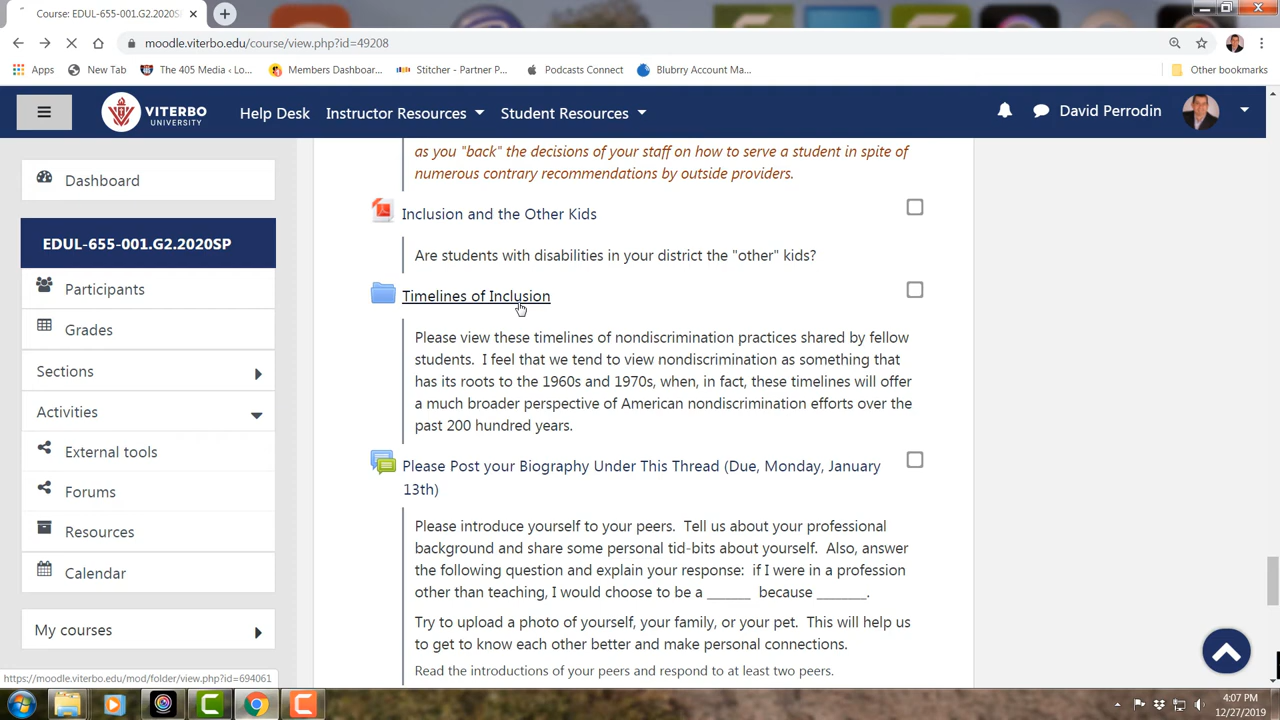 Course: EDUL-655-001.G2.2020S
moodle.viterbo.edu/course/view.php?id=49208
Apps
New Tab
The 405 Media ‹ Lo...
Members Dashboar...
Stitcher - Partner P...
Podcasts Connect
Blubrry Account Ma...
Other bookmarks
VITERBO
UNIVERSITY
Help Desk
Instructor Resources
Student Resources
David Perrodin
Dashboard
EDUL-655-001.G2.2020SP
Participants
Grades
Sections
Activities
External tools
Forums
Resources
Calendar
My courses
as you "back" the decisions of your staff on how to serve a student in spite of
numerous contrary recommendations by outside providers.
Inclusion and the Other Kids
Are students with disabilities in your district the "other" kids?
Timelines of Inclusion
Please view these timelines of nondiscrimination practices shared by fellow
students. I feel that we tend to view nondiscrimination as something that
has its roots to the 1960s and 1970s, when, in fact, these timelines will offer
a much broader perspective of American nondiscrimination efforts over the
past 200 hundred years.
Please Post your Biography Under This Thread (Due, Monday, January
13th)
Please introduce yourself to your peers. Tell us about your professional
background and share some personal tid-bits about yourself. Also, answer
the following question and explain your response: if I were in a profession
other than teaching, I would choose to be a ______ because _______.
Try to upload a photo of yourself, your family, or your pet. This will help us
to get to know each other better and make personal connections.
Read the introductions of your peers and respond to at least two peers.
https://moodle.viterbo.edu/mod/folder/view.php?id=694061
4:07 PM
12/27/2019